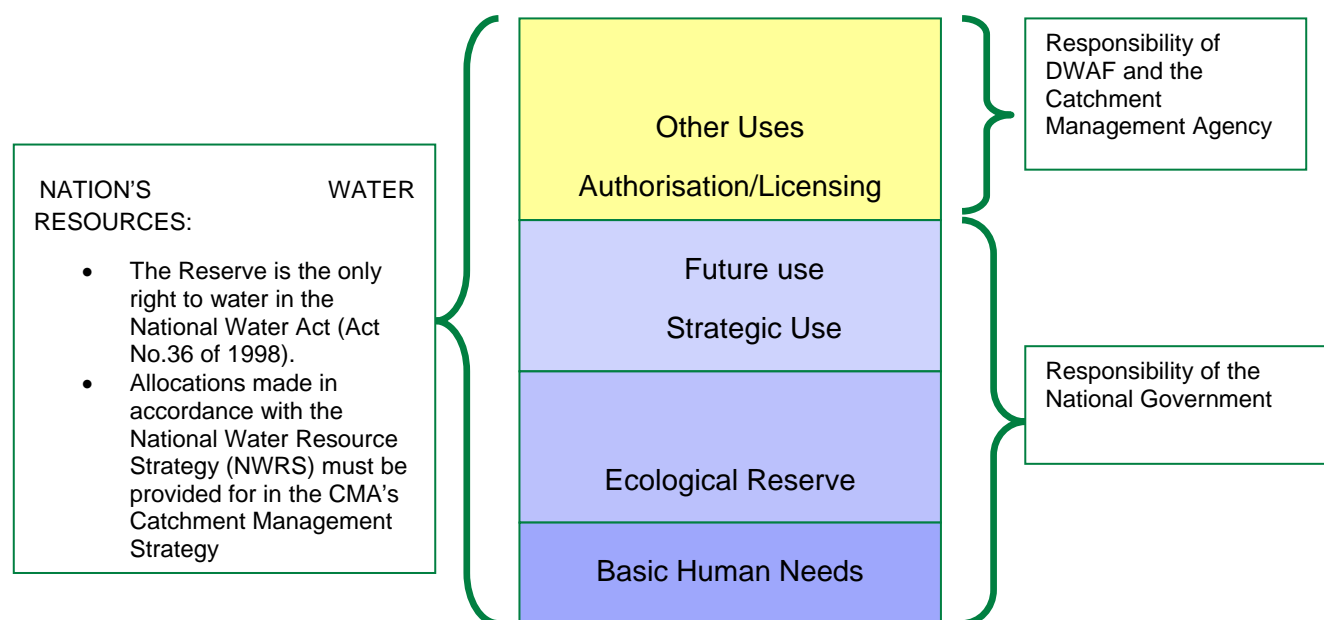 NATION'S WATER
RESOURCES:
• The Reserve is the only
right to water in the
National Water Act (Act
No.36 of 1998).
• Allocations made in
accordance with the
National Water Resource
Strategy (NWRS) must be
provided for in the CMA's
Catchment Management
Strategy
Other Uses
Authorisation/Licensing
Future use
Strategic Use
Ecological Reserve
Basic Human Needs
Responsibility of
DWAF and the
Catchment
Management Agency
Responsibility of the
National Government